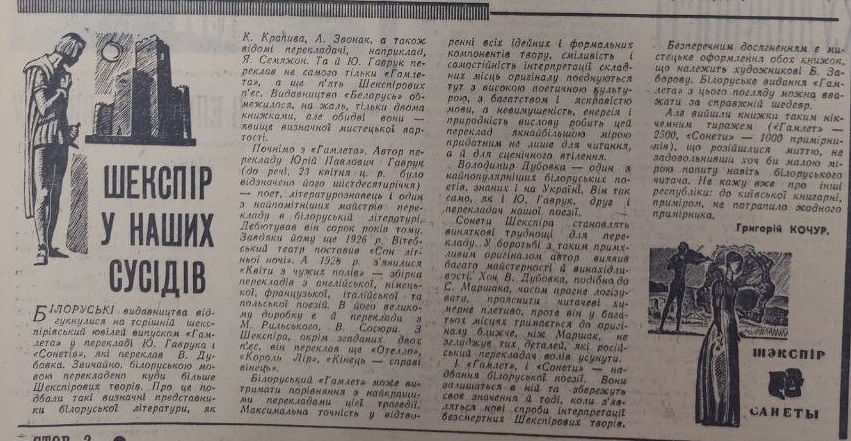 ШЕКСПІР
У НАШИХ
СУСІДІВ
БІЛОРУСЬКІ видавництва від-
гукнулися на торішній шек-
спірівський ювілей випуском «Гам-
лета» у перекладі Ю. Гаврука і
«Сонетів», які переклав В. Ду-
бовка. Звичайно, білоруською мо-
вою перекладено куди більше
Шекспірових творів. Про це по-
дбали такі визначні представни-
ки білоруської літератури, як
К. Крапива, А. Звонак, а також
відомі перекладачі, наприклад,
Я. Семяжон. Та й Ю. Гаврук пе-
реклав не самого тільки «Гамле-
та», а ще п'ять Шекспірових
п'єс. Видавництво «Беларусь» об-
межилося, на жаль, тільки двома
книжками, але обидві вони —
явище визначної мистецької вар-
тості.
Почнімо з «Гамлета». Автор пе-
рекладу Юрій Павлович Гаврук
(до речі, 23 квітня ц. р. було
відзначено його шістдесятиріччя)
— поет, літературознавець і один
з найпомітніших майстрів перек-
ладу в білоруській літературі.
Дебютував він сорок років тому.
Завдяки йому ще 1926 р. Вітеб-
ський театр поставив «Сон літ-
ньої ночі». А 1928 р. з'явилися
«Квіти з чужих полів» — збірка
перекладів з англійської, німець-
кої, французької, італійської та
польської поезії. В його велико-
му доробку є й переклади з
М. Рильського, В. Сосюри. З
Шекспіра, окрім згаданих двох
п'єс, він переклав ще «Отелло»,
«Король Лір», «Кінець — справі
вінець».
Білоруський «Гамлет» може ви-
тримати порівняння з найкращи-
ми перекладами цієї трагедії.
Максимальна точність у відтво-
ренні всіх ідейних і формальних
компонентів твору, сміливість і
самостійність інтерпретації склад-
них місць оригіналу поєднуються
тут з високою поетичною культу-
рою, а багатством і яскравістю
мови, а невимушеність, енергія і
природність вислову робить цей
переклад якнайбільшою мірою
придатним не лише для читання,
а й для сценічного втілення.
Володимир Дубовка — один з
найпопулярніших білоруських по-
етів, знаних і на Україні. Він так
само, як і Ю. Гаврук, друг і
перекладач нашої поезії.
Сонети Шекспіра становлять
виняткові труднощі для пере-
кладу. У боротьбі з таким примх-
ливим оригіналом автор виявив
багато майстерності й винахідли-
вості. Хоч В. Дубовка, подібно до
С. Маршака, часом прагне логізу-
вати, прояснити читачеві хи-
мерне плетиво, проте він у бага-
тьох місцях тримається до оригі-
налу ближче, ніж Маршак, не
згладжує тих деталей, які росій-
ський перекладач волів усунути.
І «Гамлет», і «Сонети» — на-
дбання білоруської поезії. Вони
залишаться в ній та збережуть
своє значення й тоді, коли з'яв-
ляться нові спроби інтерпретації
безсмертних Шекспірових творів.
Безперечним досягненням є ми-
стецьке оформлення обох книжок,
що належить художникові Б. За-
борову. Білоруське видання «Гам-
лета» з цього погляду можна вва-
жати за справжній шедевр.
Але вийшли книжки таким нік-
чемним тиражем («Гамлет» —
2500, «Сонети» — 1000 примірни-
ків), що розійшлися миттю, не
задовольнивши хоч би малою мі-
рою попиту навіть білоруського
читача. Не кажу вже про інші
республіки: до київської книгарні,
приміром, не потрапило жодного
примірника.
Григорій КОЧУР.
ШЭКСПІР
САНЕТЫ
СТОР. 2